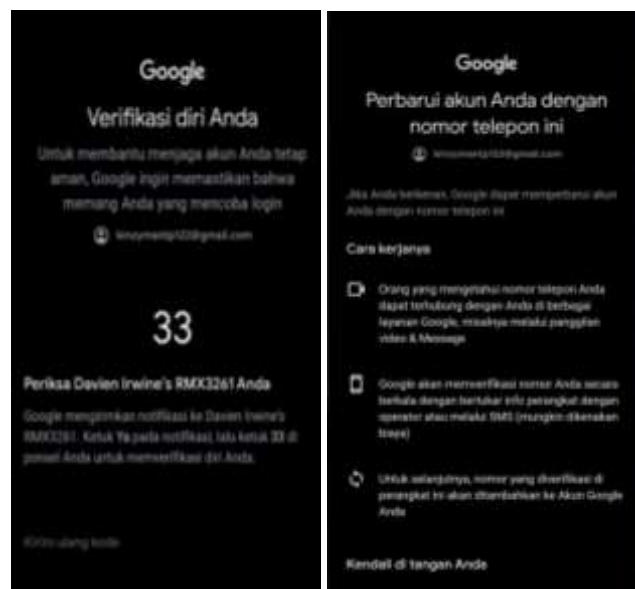 Google
Verifikasi diri Anda
Untuk membantu menjaga akun Anda tetap
aman, Google ingin memastikan bahwa
memang Anda yang mencoba login
33
Periksa Davien Irwine's RMX3261 Anda
Google mengirimkan notifikasi ke Davien Irwine's
RMX3261. Ketuk Ya pada notifikasi, lalu ketuk 33 di
ponsel Anda untuk memverifikasi diri Anda.
Kirim ulang kode
Google
Perbarui akun Anda dengan
nomor telepon ini
Jika Anda berkenan, Google dapat memperbarui akun
Anda dengan nomor telepon ini
Cara kerjanya
Orang yang mengetahui nomor telepon Anda
dapat terhubung dengan Anda di berbagai
layanan Google, misalnya melalui panggilan
video & Message
Google akan memverifikasi nomor Anda secara
berkala dengan bertukar info perangkat dengan
operator atau melalui SMS (mungkin dikenakan
biaya)
Untuk selanjutnya, nomor yang diverifikasi di
perangkat ini akan ditambahkan ke Akun Google
Anda
Kendali di tangan Anda